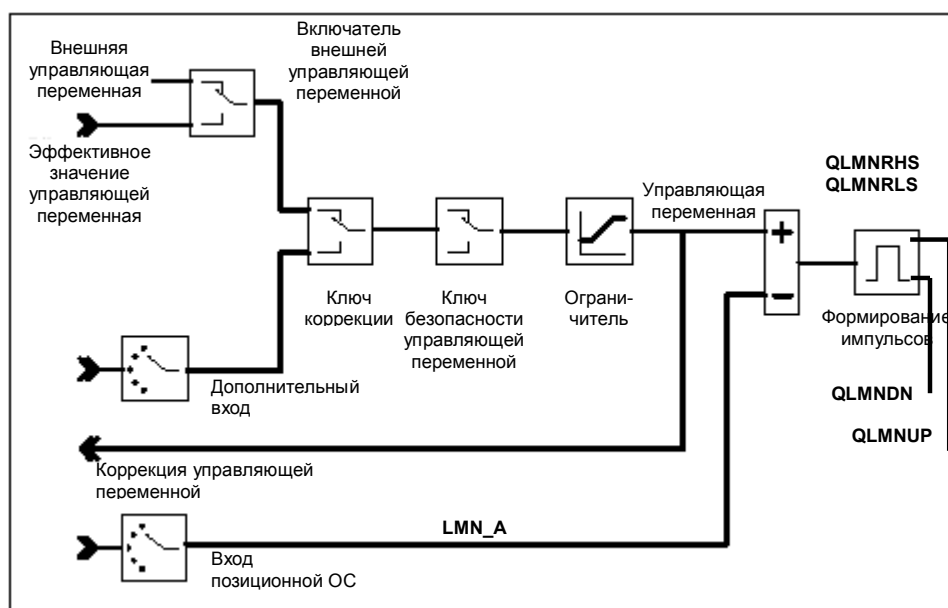 Внешняя
управляющая
переменная
Включатель
внешней
управляющей
переменной
Эффективное
значение
управляющей
переменная
QLMNRHS
QLMNRLS
Управляющая
переменная
+
−
Ключ
коррекции
Ключ
безопасности
управляющей
переменной
Ограни-
читель
Формирование
импульсов
Дополнительный
вход
QLMNDN
QLMNUP
Коррекция управляющей
переменной
LMN_A
Вход
позиционной ОС